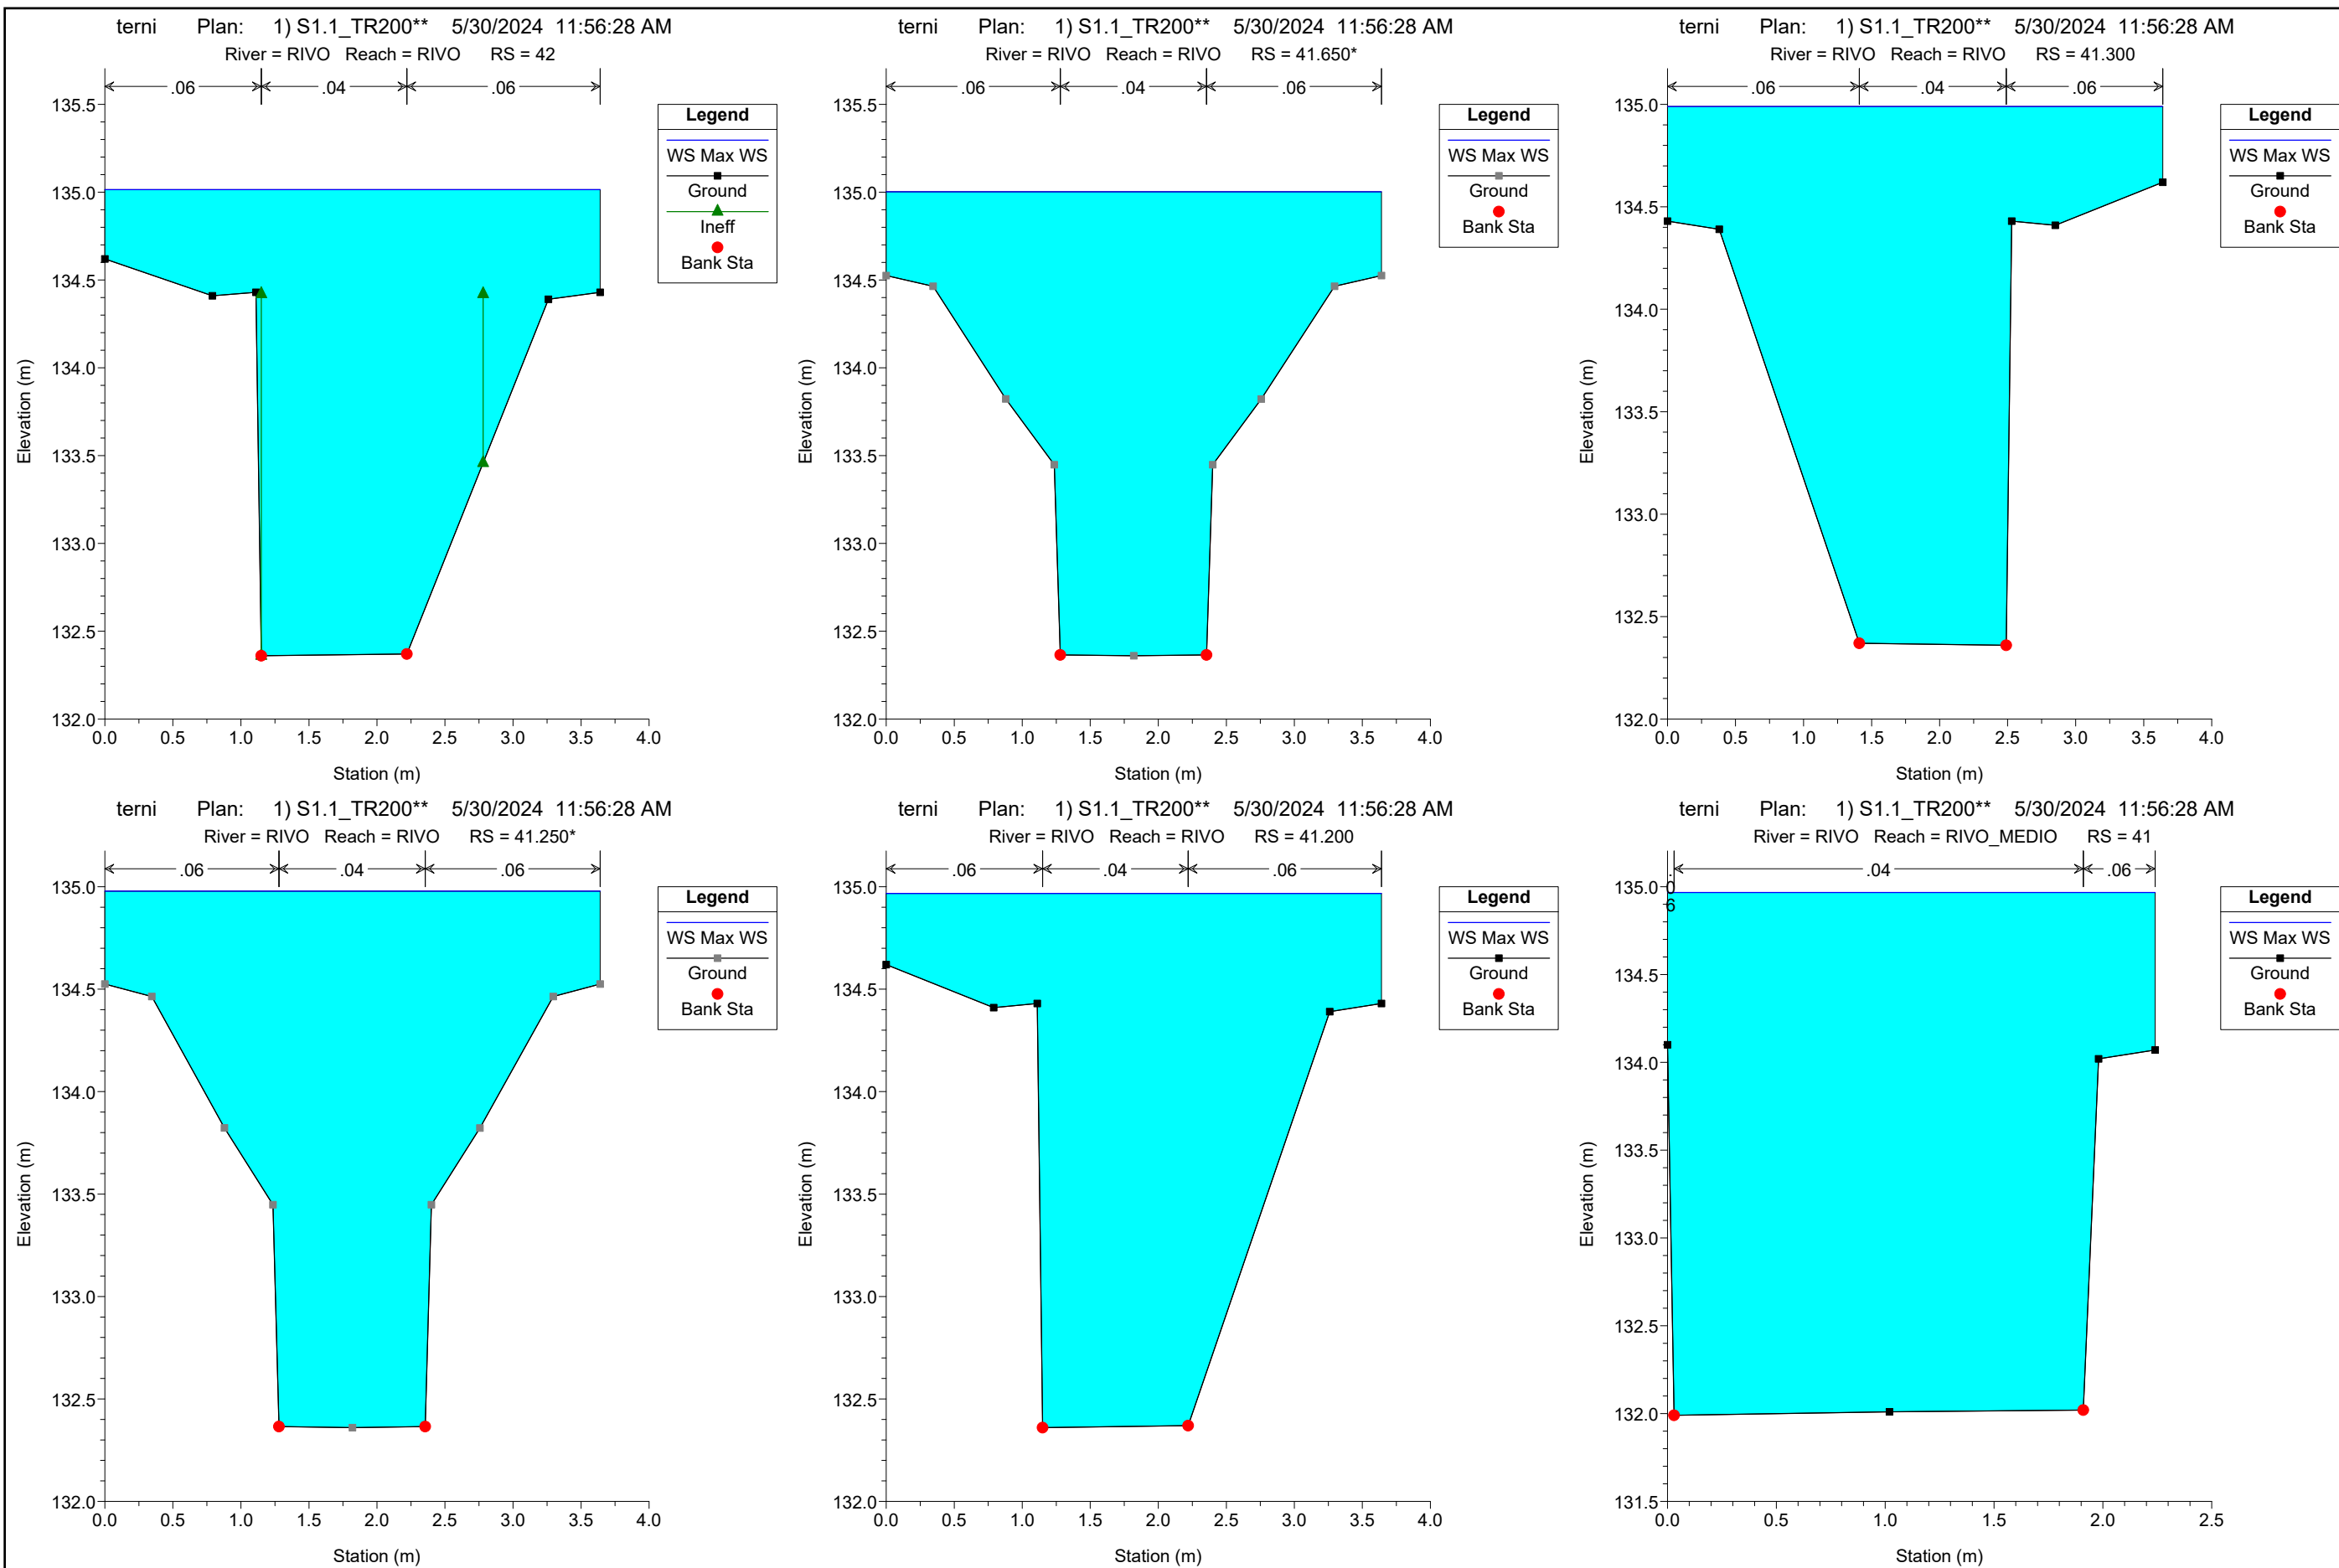 terni Plan: 1) S1.1_TR200** 5/30/2024 11:56:28 AM
River = RIVO Reach = RIVO RS = 42
.06 .04 .06
135.5
135.0
134.5
134.0
133.5
133.0
132.5
132.0
Elevation (m)
0.0 0.5 1.0 1.5 2.0 2.5 3.0 3.5 4.0
Station (m)
Legend
WS Max WS
Ground
Ineff
Bank Sta
terni Plan: 1) S1.1_TR200** 5/30/2024 11:56:28 AM
River = RIVO Reach = RIVO RS = 41.650*
.06 .04 .06
135.5
135.0
134.5
134.0
133.5
133.0
132.5
132.0
Elevation (m)
0.0 0.5 1.0 1.5 2.0 2.5 3.0 3.5 4.0
Station (m)
Legend
WS Max WS
Ground
Bank Sta
terni Plan: 1) S1.1_TR200** 5/30/2024 11:56:28 AM
River = RIVO Reach = RIVO RS = 41.300
.06 .04 .06
135.0
134.5
134.0
133.5
133.0
132.5
132.0
Elevation (m)
0.0 0.5 1.0 1.5 2.0 2.5 3.0 3.5 4.0
Station (m)
Legend
WS Max WS
Ground
Bank Sta
terni Plan: 1) S1.1_TR200** 5/30/2024 11:56:28 AM
River = RIVO Reach = RIVO RS = 41.250*
.06 .04 .06
135.0
134.5
134.0
133.5
133.0
132.5
132.0
Elevation (m)
0.0 0.5 1.0 1.5 2.0 2.5 3.0 3.5 4.0
Station (m)
Legend
WS Max WS
Ground
Bank Sta
terni Plan: 1) S1.1_TR200** 5/30/2024 11:56:28 AM
River = RIVO Reach = RIVO RS = 41.200
.06 .04 .06
135.0
134.5
134.0
133.5
133.0
132.5
132.0
Elevation (m)
0.0 0.5 1.0 1.5 2.0 2.5 3.0 3.5 4.0
Station (m)
Legend
WS Max WS
Ground
Bank Sta
terni Plan: 1) S1.1_TR200** 5/30/2024 11:56:28 AM
River = RIVO Reach = RIVO_MEDIO RS = 41
.06 .04 .06
135.0
134.5
134.0
133.5
133.0
132.5
132.0
131.5
Elevation (m)
0.0 0.5 1.0 1.5 2.0 2.5
Station (m)
Legend
WS Max WS
Ground
Bank Sta